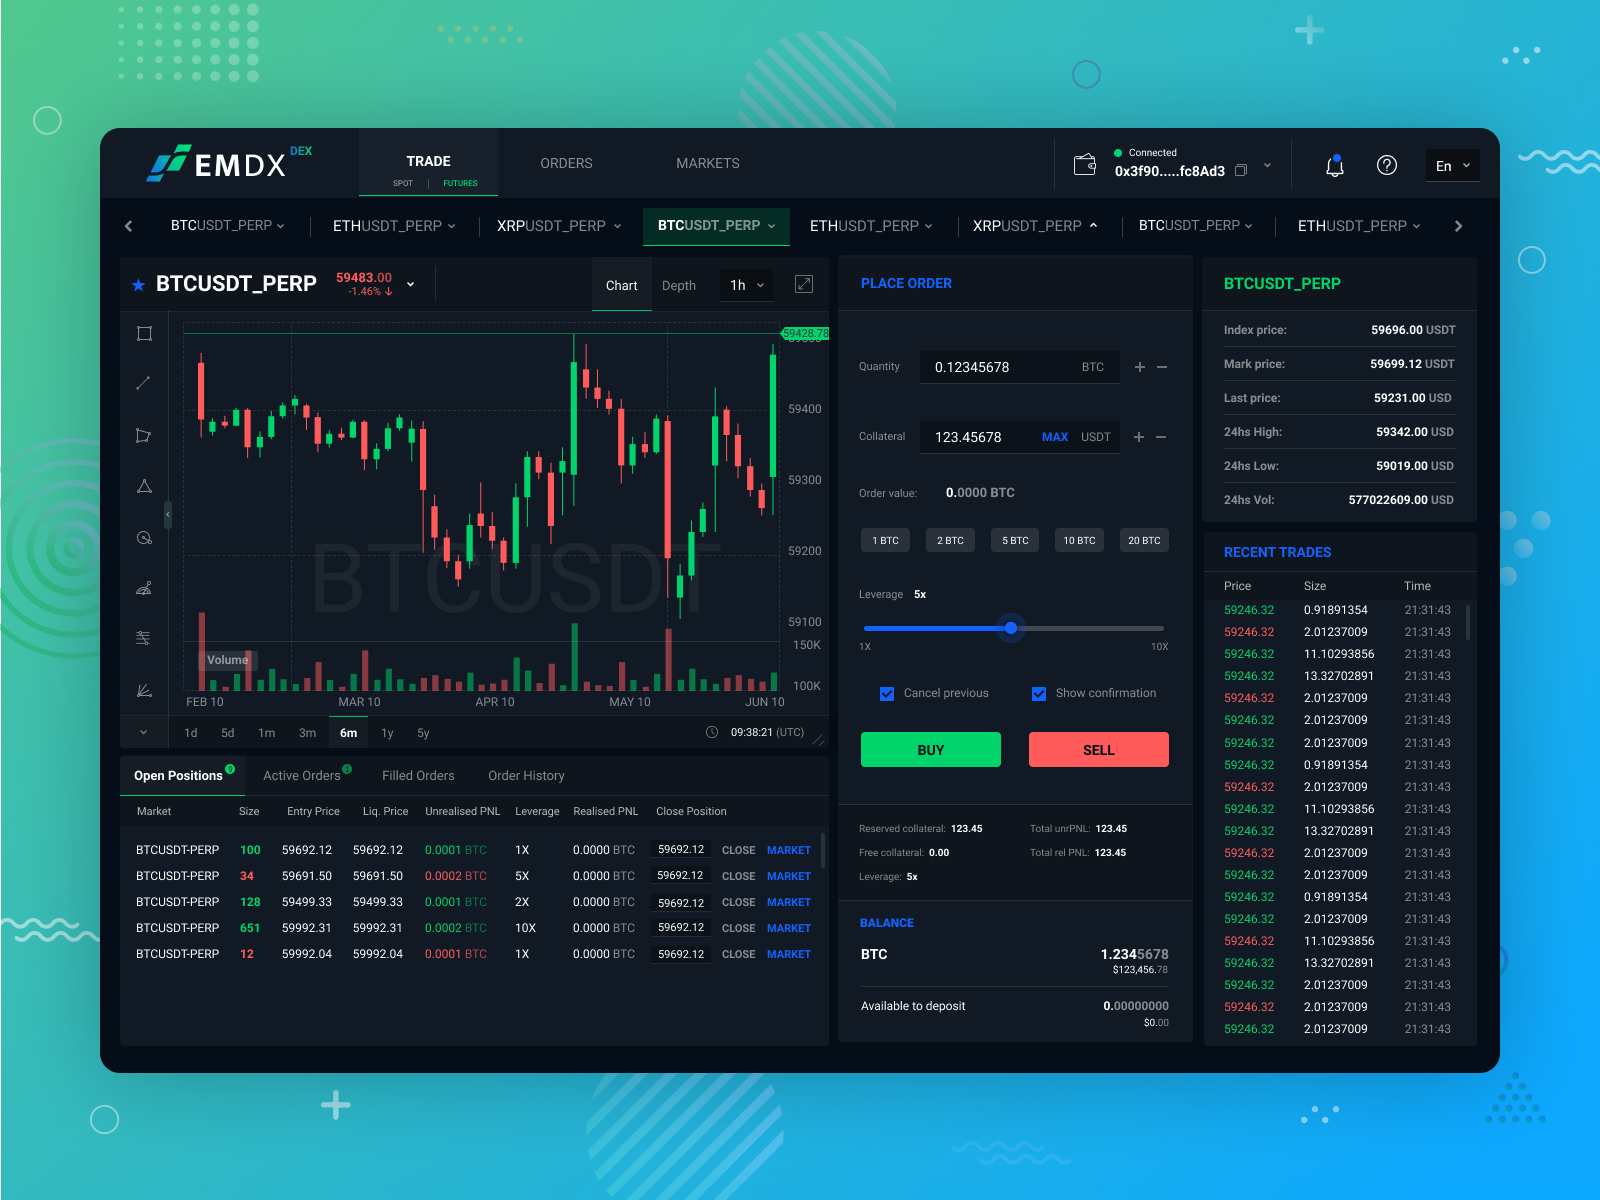 EMDX DEX
TRADE
SPOT | FUTURES
ORDERS
MARKETS
Connected
0x3f90.....fc8Ad3
En
BTCUSDT_PERP
ETHUSDT_PERP
XRPUSDT_PERP
BTCUSDT_PERP
ETHUSDT_PERP
XRPUSDT_PERP
BTCUSDT_PERP
ETHUSDT_PERP
BTCUSDT_PERP
59483.00
-1.46%
Chart
Depth
1h
59428.78
59400
59300
59200
59100
150K
100K
BTCUSDT
Volume
FEB 10
MAR 10
APR 10
MAY 10
JUN 10
1d 5d 1m 3m 6m 1y 5y
09:38:21 (UTC)
Open Positions 9
Active Orders 1
Filled Orders
Order History
Market Size Entry Price Liq. Price Unrealised PNL Leverage Realised PNL Close Position
BTCUSDT-PERP 100 59692.12 59692.12 0.0001 BTC 1X 0.0000 BTC 59692.12 CLOSE MARKET
BTCUSDT-PERP 34 59691.50 59691.50 0.0002 BTC 5X 0.0000 BTC 59692.12 CLOSE MARKET
BTCUSDT-PERP 128 59499.33 59499.33 0.0001 BTC 2X 0.0000 BTC 59692.12 CLOSE MARKET
BTCUSDT-PERP 651 59992.31 59992.31 0.0002 BTC 10X 0.0000 BTC 59692.12 CLOSE MARKET
BTCUSDT-PERP 12 59992.04 59992.04 0.0001 BTC 1X 0.0000 BTC 59692.12 CLOSE MARKET
PLACE ORDER
Quantity 0.12345678 BTC + −
Collateral 123.45678 MAX USDT + −
Order value: 0.0000 BTC
1 BTC 2 BTC 5 BTC 10 BTC 20 BTC
Leverage 5x
1X 10X
Cancel previous
Show confirmation
BUY
SELL
Reserved collateral: 123.45
Total unrPNL: 123.45
Free collateral: 0.00
Total rel PNL: 123.45
Leverage: 5x
BALANCE
BTC 1.2345678
$123,456.78
Available to deposit 0.00000000
$0.00
BTCUSDT_PERP
Index price: 59696.00 USDT
Mark price: 59699.12 USDT
Last price: 59231.00 USD
24hs High: 59342.00 USD
24hs Low: 59019.00 USD
24hs Vol: 577022609.00 USD
RECENT TRADES
Price Size Time
59246.32 0.91891354 21:31:43
59246.32 2.01237009 21:31:43
59246.32 11.10293856 21:31:43
59246.32 13.32702891 21:31:43
59246.32 2.01237009 21:31:43
59246.32 2.01237009 21:31:43
59246.32 2.01237009 21:31:43
59246.32 0.91891354 21:31:43
59246.32 2.01237009 21:31:43
59246.32 11.10293856 21:31:43
59246.32 13.32702891 21:31:43
59246.32 2.01237009 21:31:43
59246.32 2.01237009 21:31:43
59246.32 0.91891354 21:31:43
59246.32 2.01237009 21:31:43
59246.32 11.10293856 21:31:43
59246.32 13.32702891 21:31:43
59246.32 2.01237009 21:31:43
59246.32 2.01237009 21:31:43
59246.32 2.01237009 21:31:43